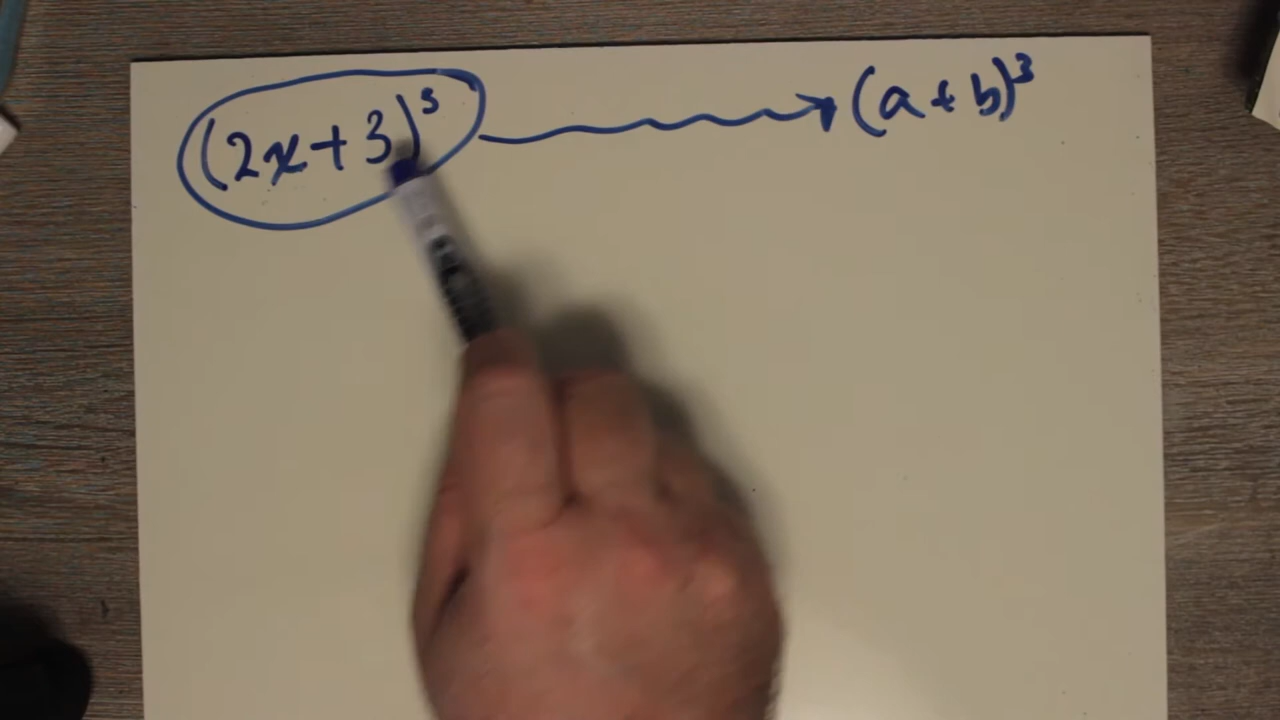 (2x+3)³ → (a+b)³